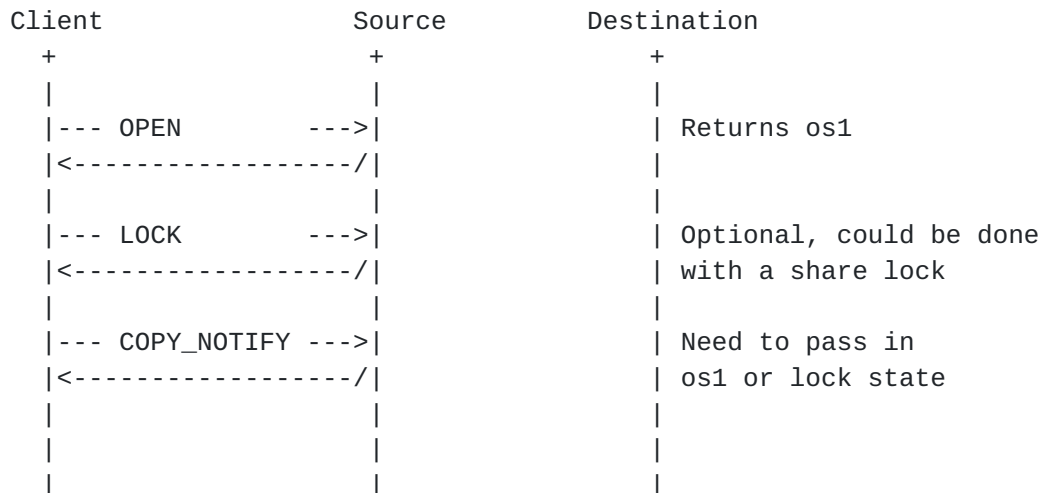 Client                Source         Destination
  +                    +                 +
  |                    |                 |
  |--- OPEN        --->|                 | Returns os1
  |<------------------/|                 |
  |                    |                 |
  |--- LOCK        --->|                 | Optional, could be done
  |<------------------/|                 | with a share lock
  |                    |                 |
  |--- COPY_NOTIFY --->|                 | Need to pass in
  |<------------------/|                 | os1 or lock state
  |                    |                 |
  |                    |                 |
  |                    |                 |